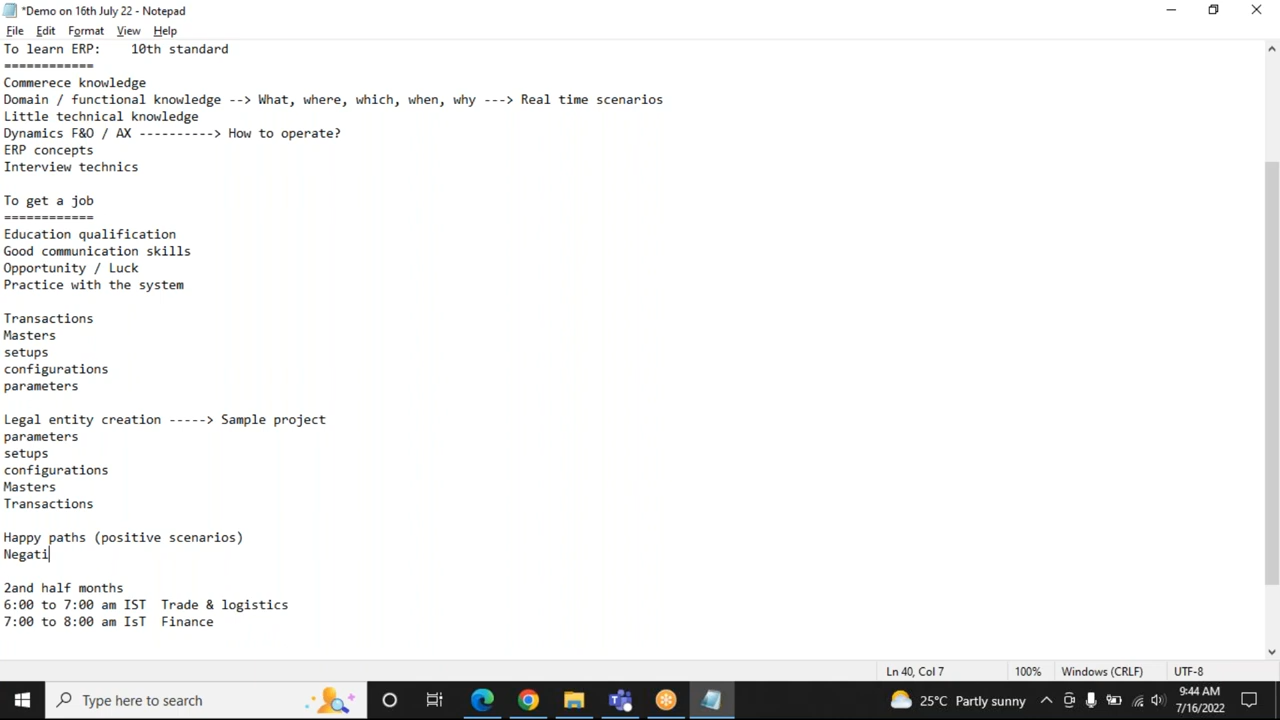 *Demo on 16th July 22 - Notepad
File Edit Format View Help
To learn ERP: 10th standard
============
Commerece knowledge
Domain / functional knowledge --> What, where, which, when, why ---> Real time scenarios
Little technical knowledge
Dynamics F&O / AX ----------> How to operate?
ERP concepts
Interview technics
To get a job
============
Education qualification
Good communication skills
Opportunity / Luck
Practice with the system
Transactions
Masters
setups
configurations
parameters
Legal entity creation -----> Sample project
parameters
setups
configurations
Masters
Transactions
Happy paths (positive scenarios)
Negati
2and half months
6:00 to 7:00 am IST Trade & logistics
7:00 to 8:00 am IsT Finance
Ln 40, Col 7 100% Windows (CRLF) UTF-8
Type here to search 25°C Partly sunny 9:44 AM
7/16/2022